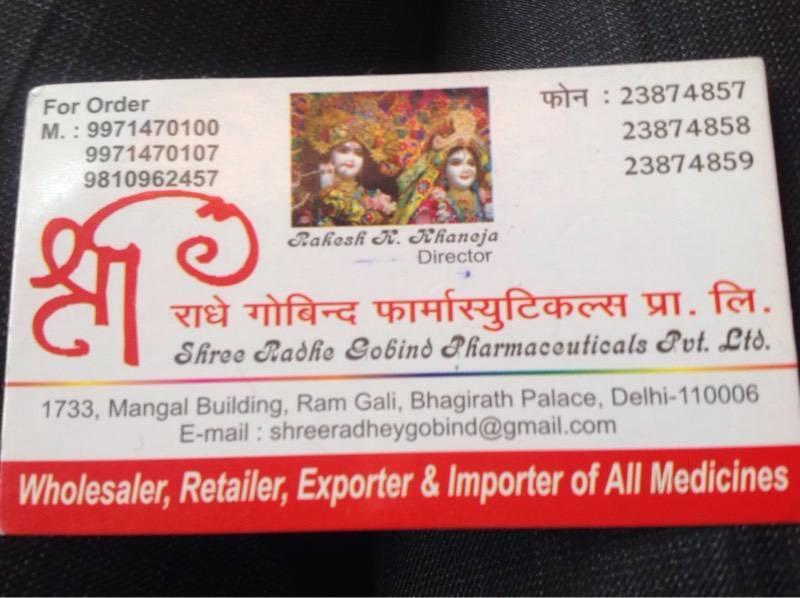 For Order
M. : 9971470100
9971470107
9810962457
फोन : 23874857
23874858
23874859
Rakesh K. Khaneja
Director
श्री
राधे गोबिन्द फार्मास्युटिकल्स प्रा. लि.
Shree Radhe Gobind Pharmaceuticals Pvt. Ltd.
1733, Mangal Building, Ram Gali, Bhagirath Palace, Delhi-110006
E-mail : shreeradheygobind@gmail.com
Wholesaler, Retailer, Exporter & Importer of All Medicines